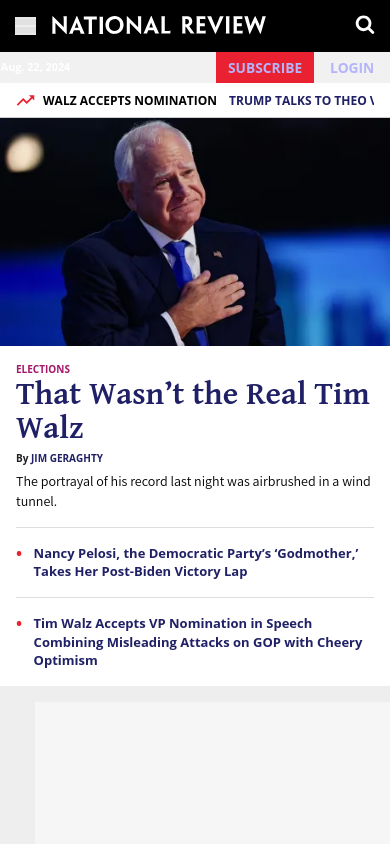 NATIONAL REVIEW
Aug. 22, 2024
SUBSCRIBE
LOGIN
WALZ ACCEPTS NOMINATION TRUMP TALKS TO THEO
ELECTIONS
That Wasn’t the Real Tim
Walz
By JIM GERAGHTY
The portrayal of his record last night was airbrushed in a wind
tunnel.
• Nancy Pelosi, the Democratic Party’s ‘Godmother,’
Takes Her Post-Biden Victory Lap
• Tim Walz Accepts VP Nomination in Speech
Combining Misleading Attacks on GOP with Cheery
Optimism